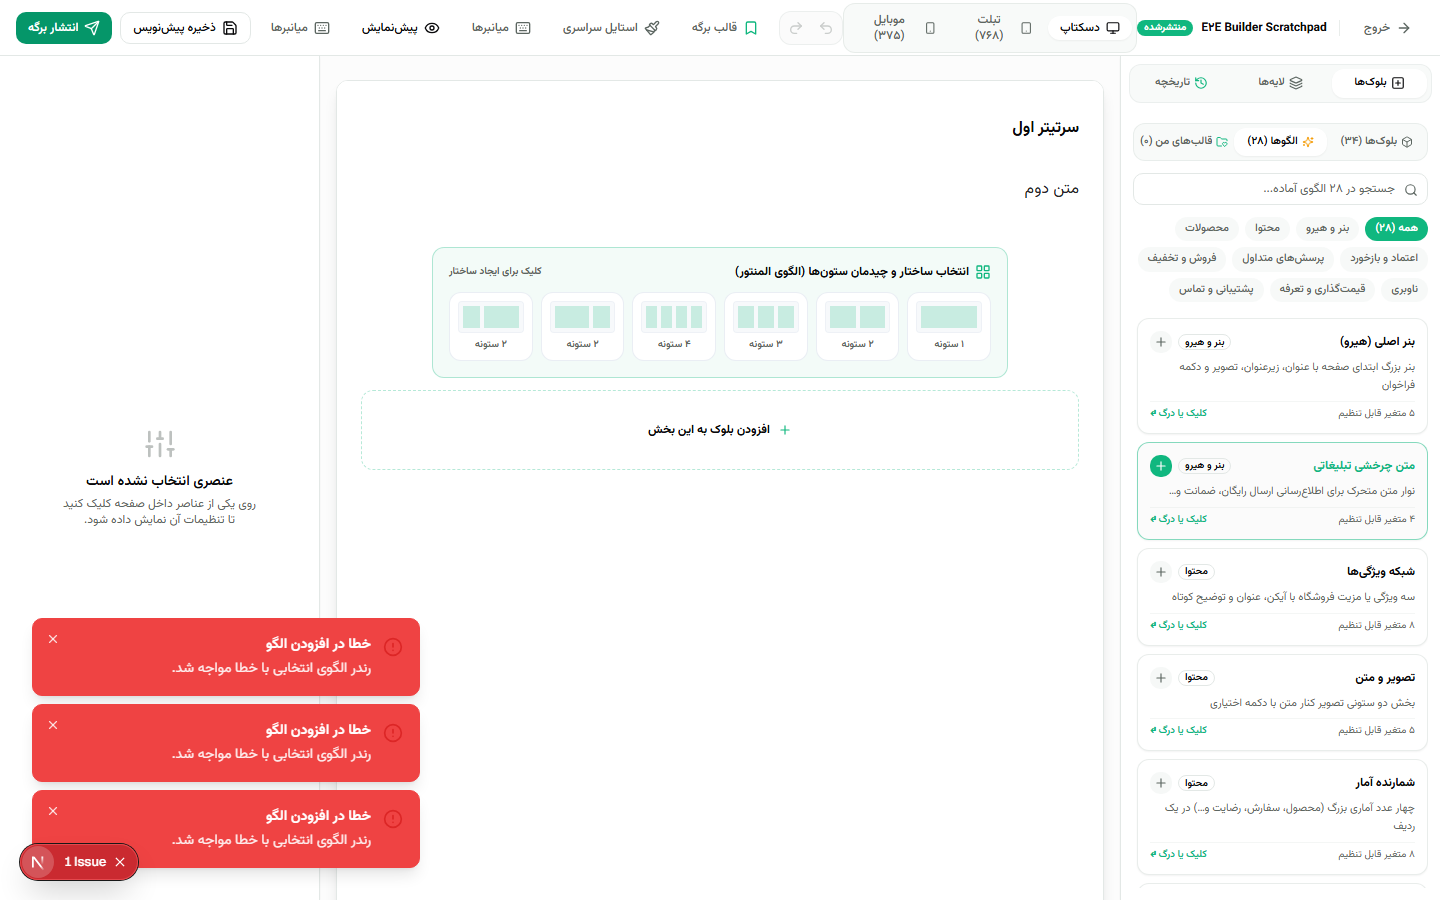 خروج
E۲E Builder Scratchpad
منتشرشده
دسکتاپ
تبلت
(۷۶۸)
موبایل
(۳۷۵)
قالب برگه
استایل سراسری
میانبرها
پیش‌نمایش
میانبرها
ذخیره پیش‌نویس
انتشار برگه
بلوک‌ها
لایه‌ها
تاریخچه
بلوک‌ها (۳۴)
الگوها (۲۸)
قالب‌های من (۰)
جستجو در ۲۸ الگوی آماده...
همه (۲۸)
بنر و هیرو
محتوا
محصولات
اعتماد و بازخورد
پرسش‌های متداول
فروش و تخفیف
ناوبری
قیمت‌گذاری و تعرفه
پشتیبانی و تماس
بنر اصلی (هیرو)
بنر و هیرو
بنر بزرگ ابتدای صفحه با عنوان، زیرعنوان، تصویر و دکمه
فراخوان
۵ متغیر قابل تنظیم
کلیک یا درگ
متن چرخشی تبلیغاتی
بنر و هیرو
نوار متن متحرک برای اطلاع‌رسانی ارسال رایگان، ضمانت و...
۴ متغیر قابل تنظیم
کلیک یا درگ
شبکه ویژگی‌ها
محتوا
سه ویژگی یا مزیت فروشگاه با آیکن، عنوان و توضیح کوتاه
۸ متغیر قابل تنظیم
کلیک یا درگ
تصویر و متن
محتوا
بخش دو ستونی تصویر کنار متن با دکمه اختیاری
۵ متغیر قابل تنظیم
کلیک یا درگ
شمارنده آمار
محتوا
چهار عدد آماری بزرگ (محصول، سفارش، رضایت و...) در یک
ردیف
۸ متغیر قابل تنظیم
کلیک یا درگ
سرتیتر اول
متن دوم
انتخاب ساختار و چیدمان ستون‌ها (الگوی المنتور)
کلیک برای ایجاد ساختار
۱ ستونه
۲ ستونه
۳ ستونه
۴ ستونه
۲ ستونه
۲ ستونه
افزودن بلوک به این بخش
عنصری انتخاب نشده است
روی یکی از عناصر داخل صفحه کلیک کنید
تا تنظیمات آن نمایش داده شود.
خطا در افزودن الگو
رندر الگوی انتخابی با خطا مواجه شد.
خطا در افزودن الگو
رندر الگوی انتخابی با خطا مواجه شد.
خطا در افزودن الگو
رندر الگوی انتخابی با خطا مواجه شد.
N 1 Issue